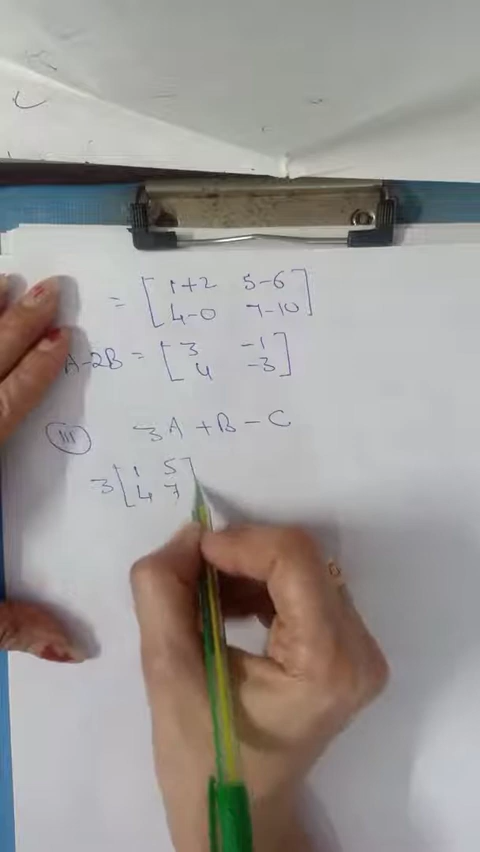 = [ 1+2 5-6 ]
[ 4-0 7-10 ]
A-2B = [ 3 -1 ]
[ 4 -3 ]
III 3A + B - C
3 [ 1 5 ]
[ 4 7 ]